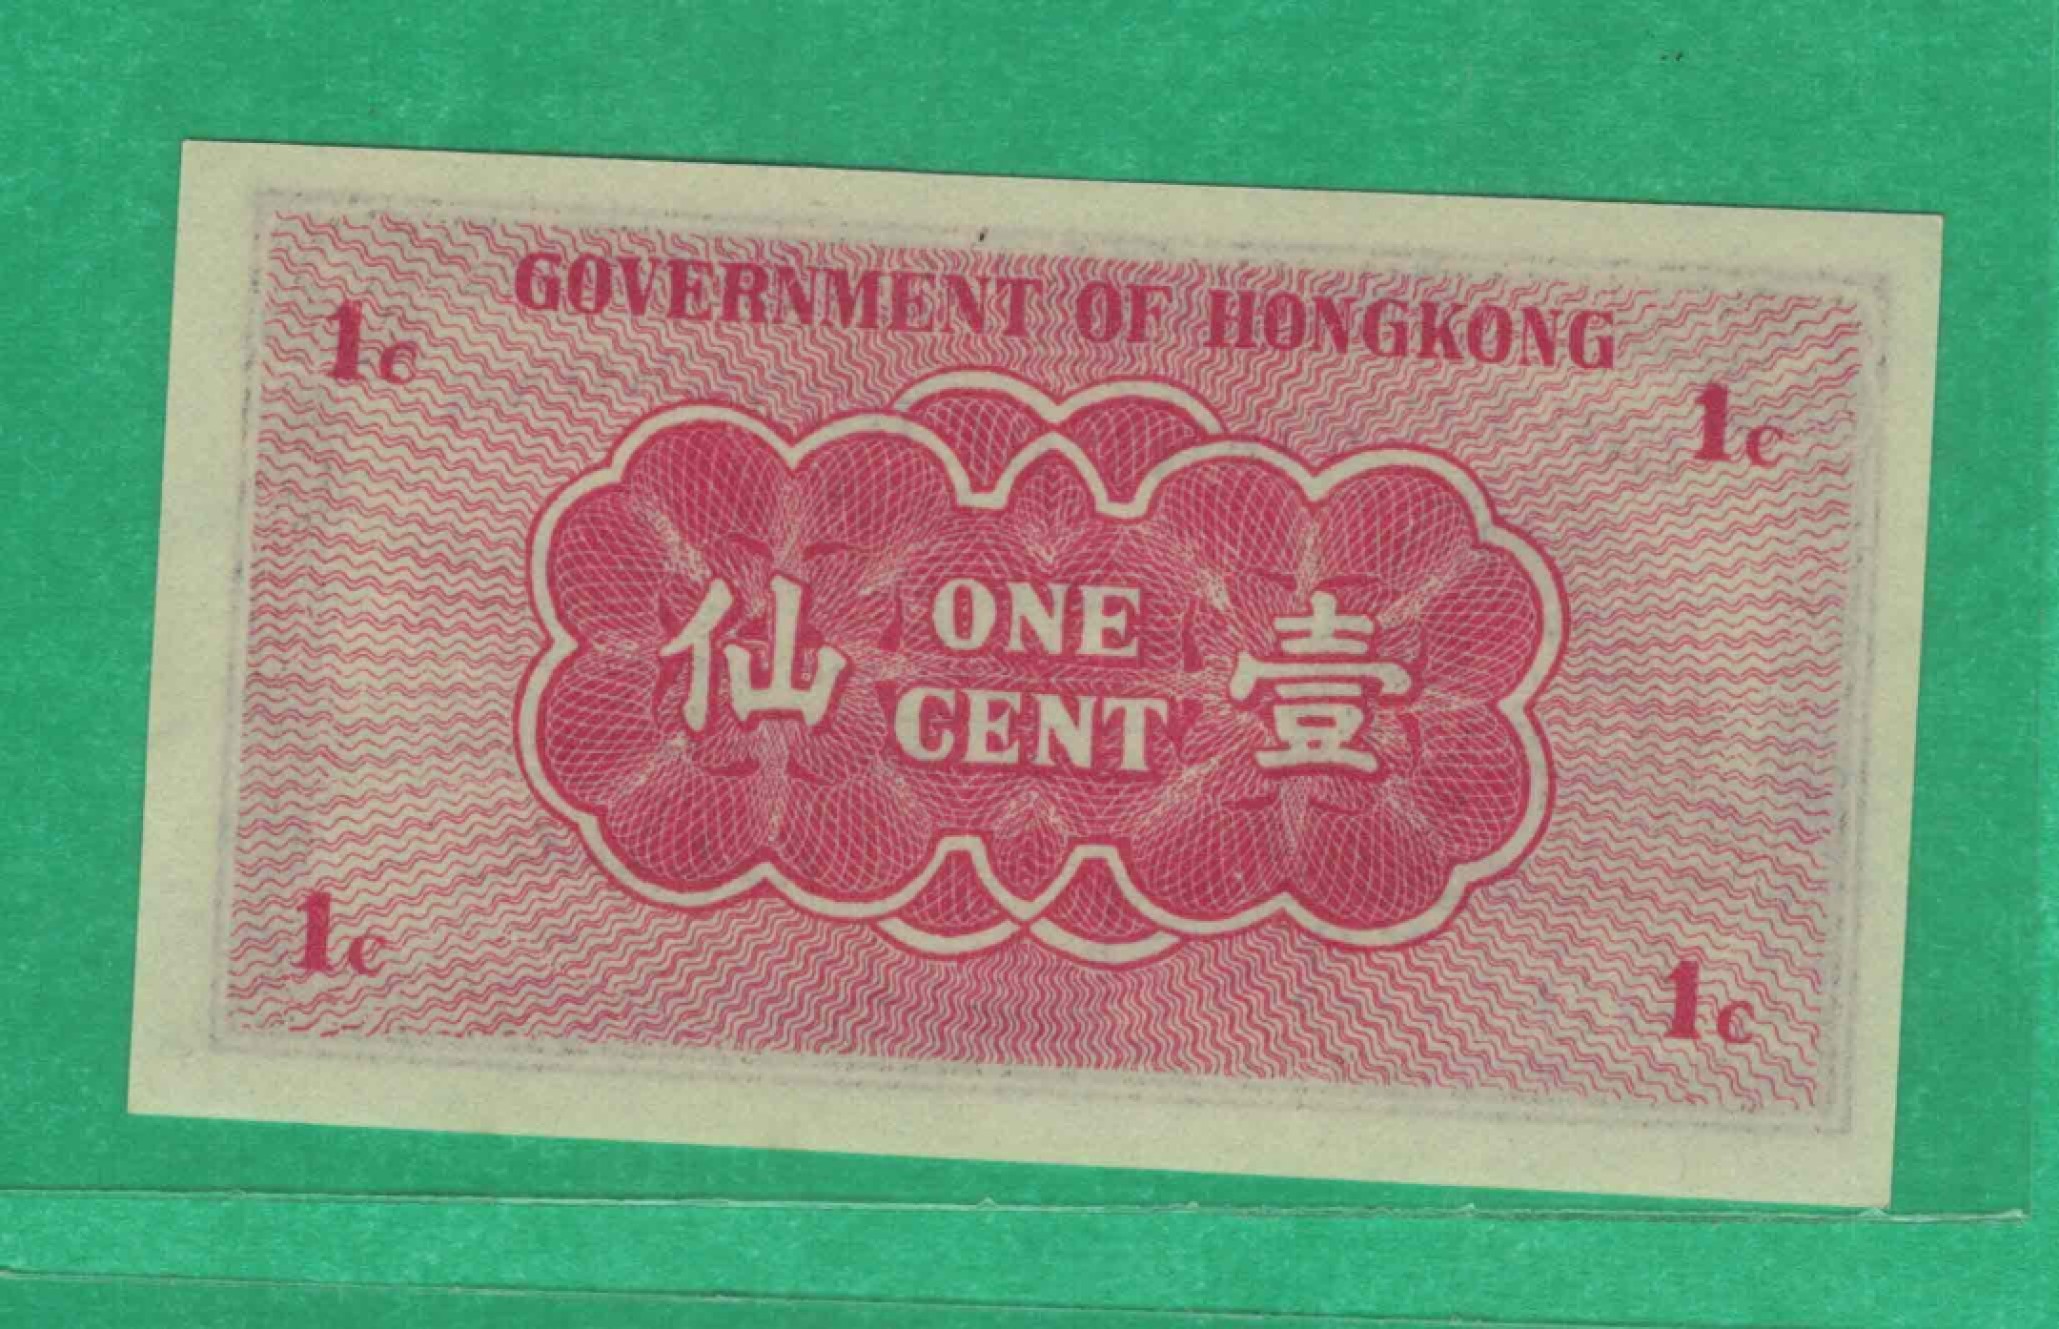 GOVERNMENT OF HONGKONG
1c
1c
仙 ONE CENT 壹
1c
1c